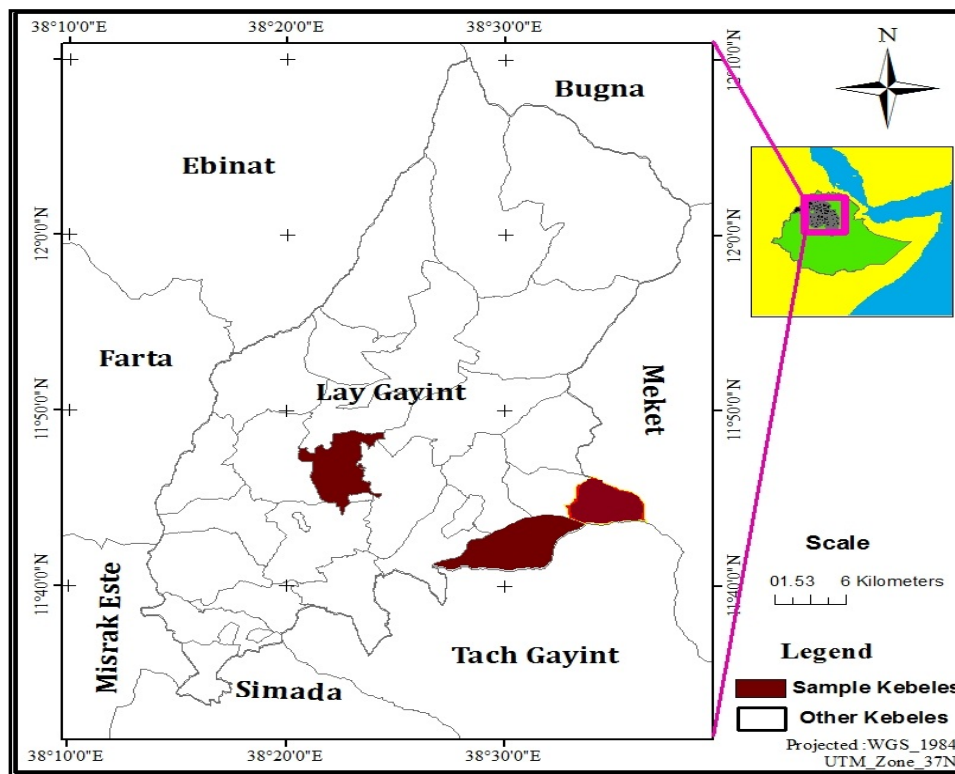 38°10'0"E
38°20'0"E
38°30'0"E
N
12°10'0"N
Bugna
Ebinat
12°0'0"N
12°0'0"N
Farta
Lay Gayint
Meket
11°50'0"N
11°50'0"N
Scale
01.53 6 Kilometers
11°40'0"N
11°40'0"N
Misrak Este
Tach Gayint
Simada
Legend
Sample Kebeles
Other Kebeles
Projected :WGS_1984
UTM_Zone_37N
38°10'0"E
38°20'0"E
38°30'0"E